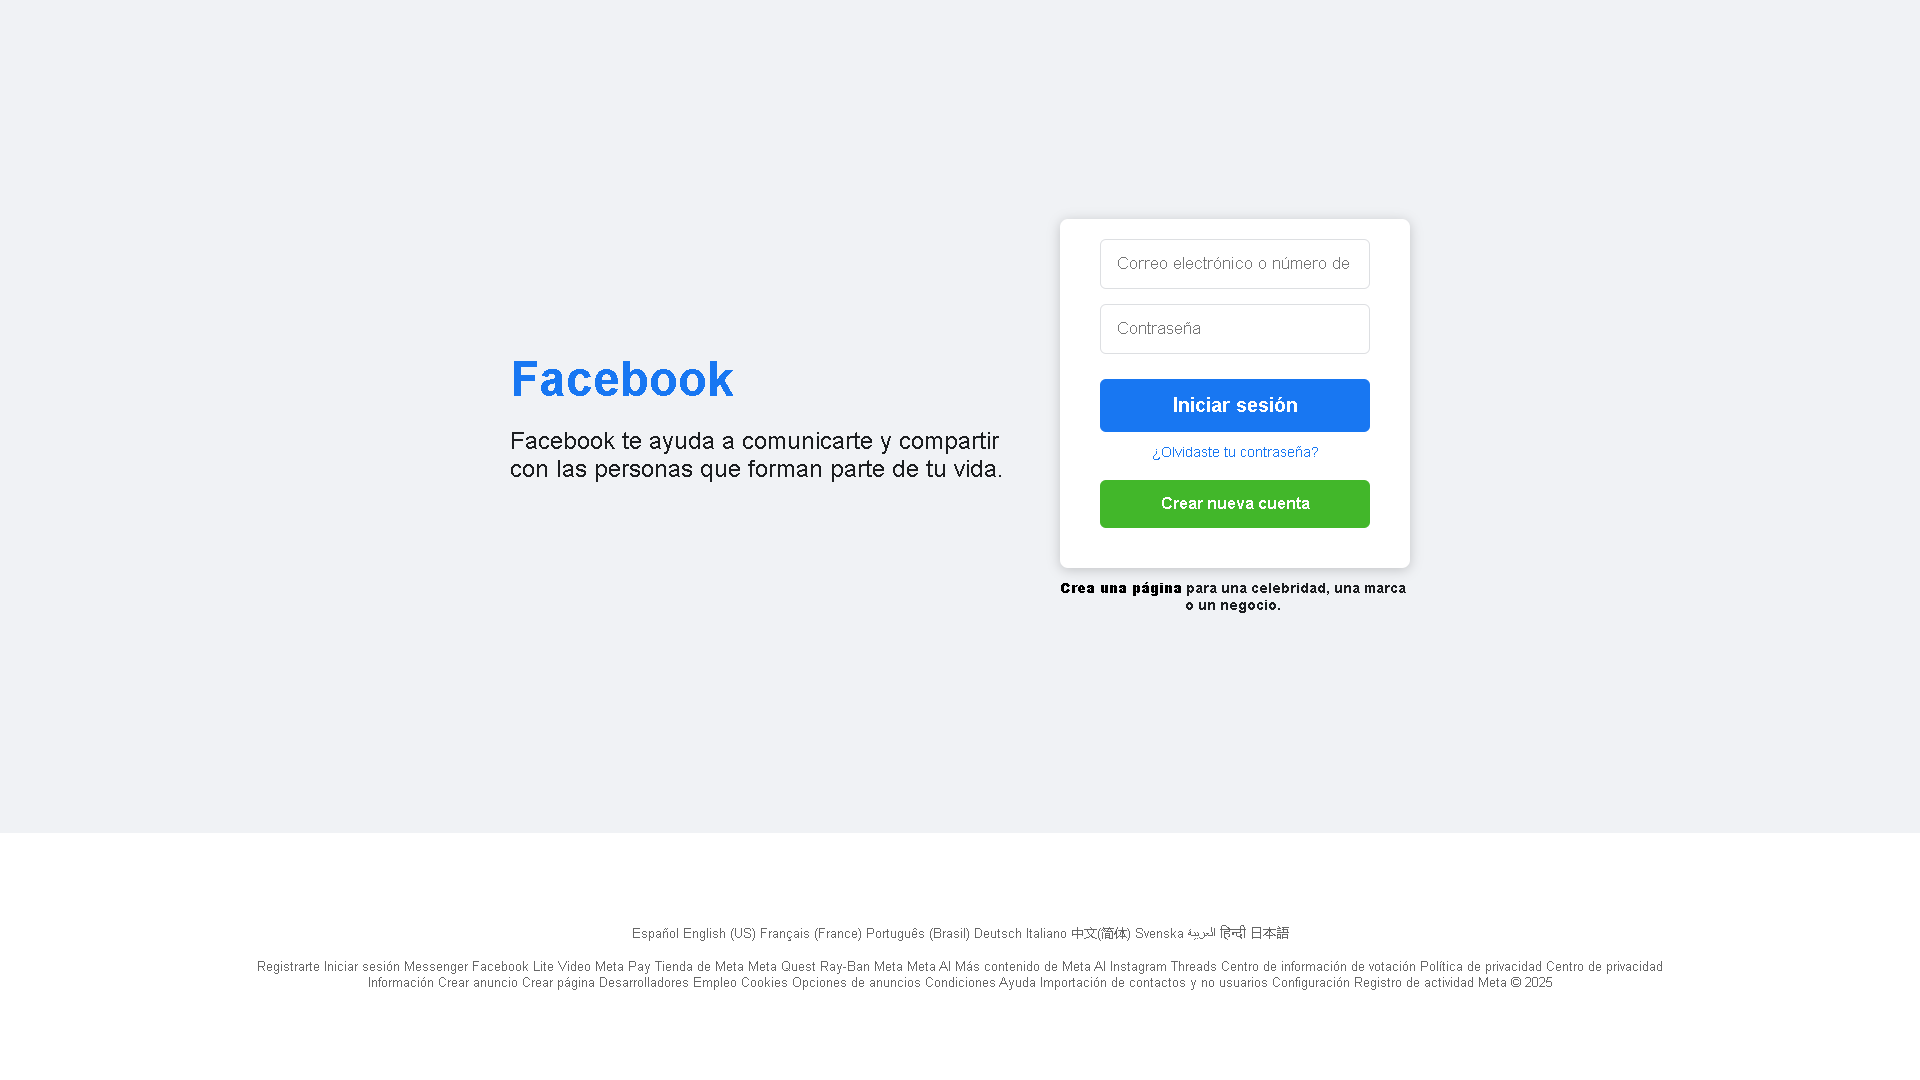 Facebook
Facebook te ayuda a comunicarte y compartir
con las personas que forman parte de tu vida.
Correo electrónico o número de
Contraseña
Iniciar sesión
¿Olvidaste tu contraseña?
Crear nueva cuenta
Crea una página para una celebridad, una marca
o un negocio.
Español English (US) Français (France) Português (Brasil) Deutsch Italiano 中文(简体) Svenska العربية हिन्दी 日本語
Registrarte Iniciar sesión Messenger Facebook Lite Video Meta Pay Tienda de Meta Meta Quest Ray-Ban Meta Meta AI Más contenido de Meta AI Instagram Threads Centro de información de votación Política de privacidad Centro de privacidad
Información Crear anuncio Crear página Desarrolladores Empleo Cookies Opciones de anuncios Condiciones Ayuda Importación de contactos y no usuarios Configuración Registro de actividad Meta © 2025